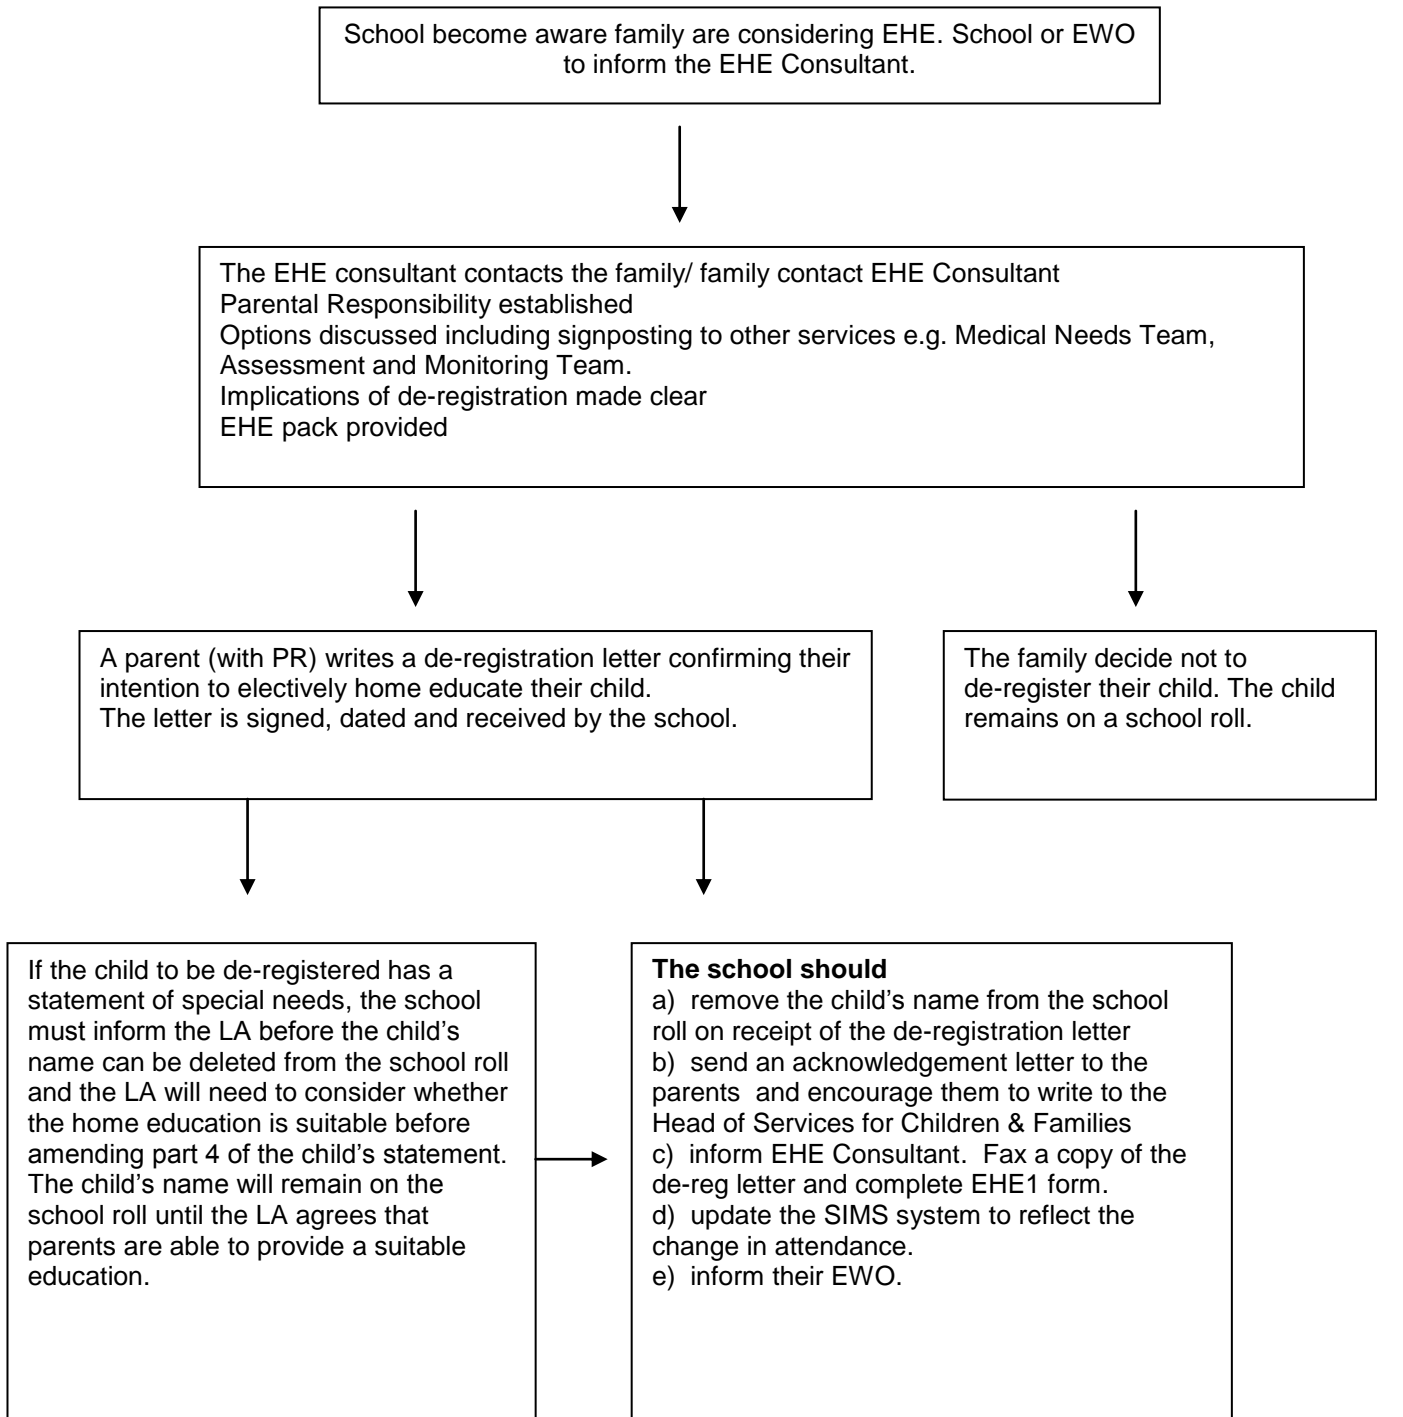 School become aware family are considering EHE. School or EWO
to inform the EHE Consultant.
The EHE consultant contacts the family/ family contact EHE Consultant
Parental Responsibility established
Options discussed including signposting to other services e.g. Medical Needs Team,
Assessment and Monitoring Team.
Implications of de-registration made clear
EHE pack provided
A parent (with PR) writes a de-registration letter confirming their
intention to electively home educate their child.
The letter is signed, dated and received by the school.
The family decide not to
de-register their child. The child
remains on a school roll.
If the child to be de-registered has a
statement of special needs, the school
must inform the LA before the child’s
name can be deleted from the school roll
and the LA will need to consider whether
the home education is suitable before
amending part 4 of the child’s statement.
The child’s name will remain on the
school roll until the LA agrees that
parents are able to provide a suitable
education.
The school should
a) remove the child’s name from the school
roll on receipt of the de-registration letter
b) send an acknowledgement letter to the
parents and encourage them to write to the
Head of Services for Children & Families
c) inform EHE Consultant. Fax a copy of the
de-reg letter and complete EHE1 form.
d) update the SIMS system to reflect the
change in attendance.
e) inform their EWO.